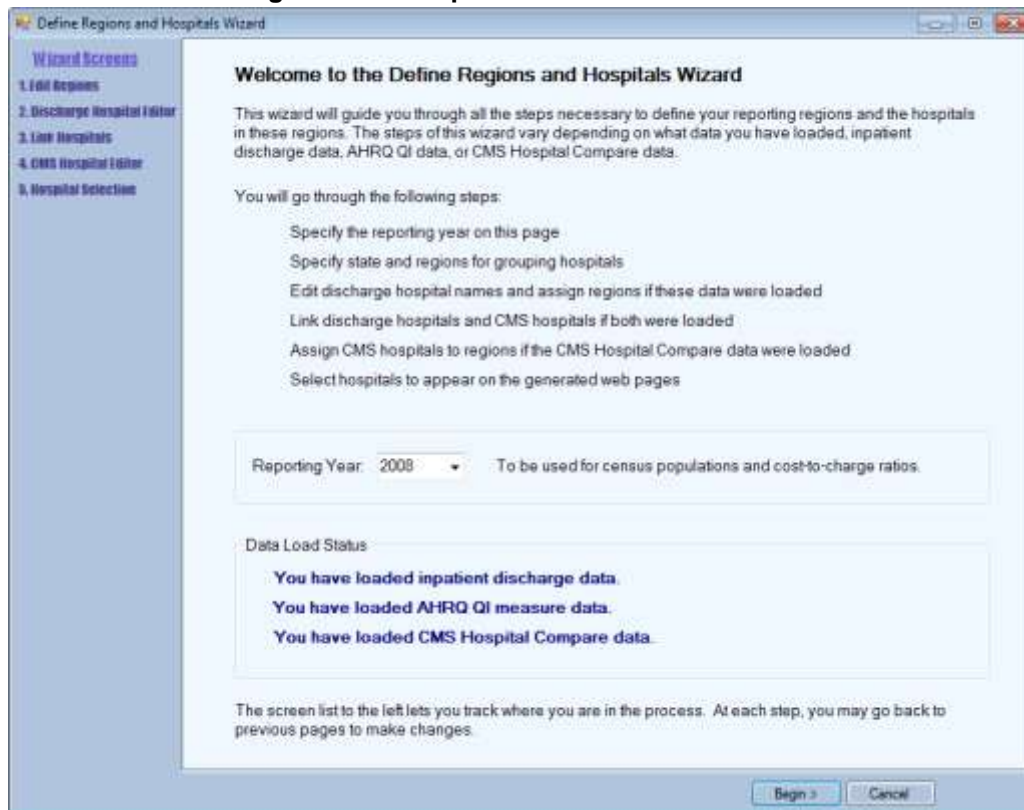 Define Regions and Hospitals Wizard
Wizard Screens
1. Edit Regions
2. Discharge Hospital Editor
3. Link Hospitals
4. CMS Hospital Editor
5. Hospital Selection
Welcome to the Define Regions and Hospitals Wizard
This wizard will guide you through all the steps necessary to define your reporting regions and the hospitals
in these regions. The steps of this wizard vary depending on what data you have loaded, inpatient
discharge data, AHRQ QI data, or CMS Hospital Compare data.
You will go through the following steps:
Specify the reporting year on this page
Specify state and regions for grouping hospitals
Edit discharge hospital names and assign regions if these data were loaded
Link discharge hospitals and CMS hospitals if both were loaded
Assign CMS hospitals to regions if the CMS Hospital Compare data were loaded
Select hospitals to appear on the generated web pages
Reporting Year: 2008 To be used for census populations and cost-to-charge ratios.
Data Load Status
You have loaded inpatient discharge data.
You have loaded AHRQ QI measure data.
You have loaded CMS Hospital Compare data.
The screen list to the left lets you track where you are in the process. At each step, you may go back to
previous pages to make changes.
Begin > Cancel